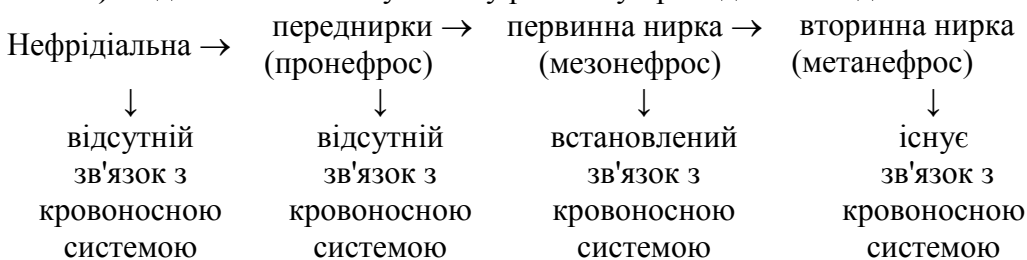 Нефрідіальна → переднирки → первинна нирка → вторинна нирка
(пронефрос) (мезонефрос) (метанефрос)
↓ ↓ ↓ ↓
відсутній відсутній встановлений існує
зв'язок з зв'язок з зв'язок з зв'язок з
кровоносною кровоносною кровоносною кровоносною
системою системою системою системою